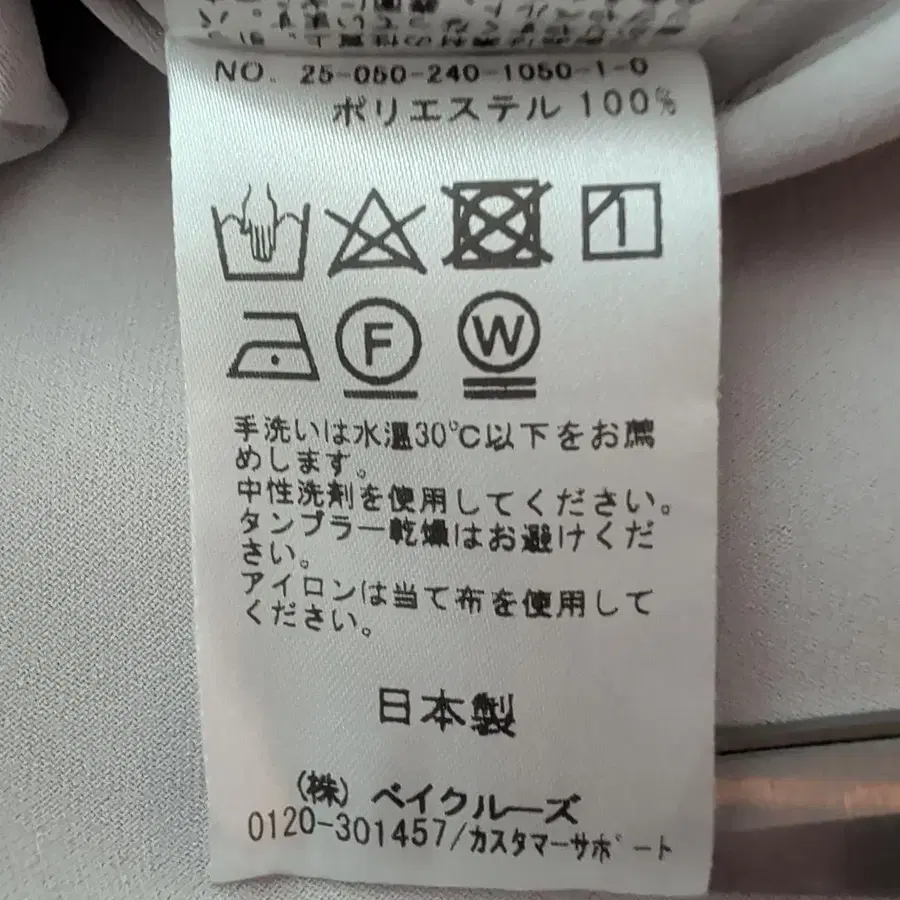 NO. 25-050-240-1050-1-0
ポリエステル 100%
F W
手洗いは水温30℃以下をお薦
めします。
中性洗剤を使用してください。
タンブラー乾燥はお避けくだ
さい。
アイロンは当て布を使用して
ください。
日本製
(株) ベイクルーズ
0120-301457/カスタマーサポート